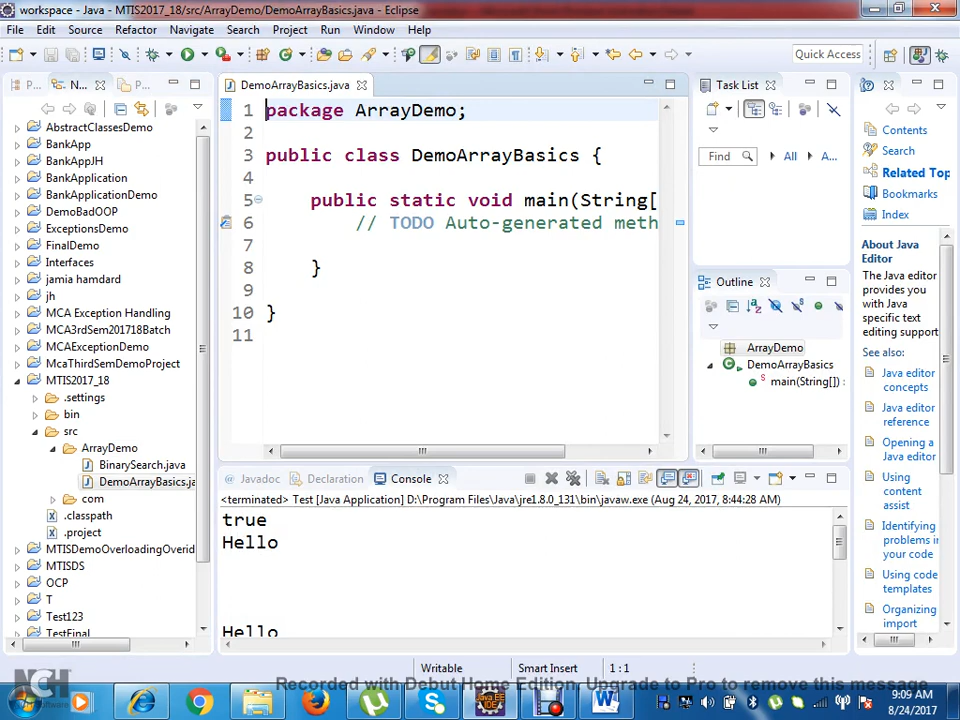 workspace - Java - MTIS2017_18/src/ArrayDemo/DemoArrayBasics.java - Eclipse
File Edit Source Refactor Navigate Search Project Run Window Help
Quick Access
P...
N...
P...
AbstractClassesDemo
BankApp
BankAppJH
BankApplication
BankApplicationDemo
DemoBadOOP
ExceptionsDemo
FinalDemo
Interfaces
jamia hamdard
jh
MCA Exception Handling
MCA3rdSem201718Batch
MCAExceptionDemo
McaThirdSemDemoProject
MTIS2017_18
.settings
bin
src
ArrayDemo
BinarySearch.java
DemoArrayBasics.ja
com
.classpath
.project
MTISDemoOverloadingOverid
MTISDS
OCP
T
Test123
TestFinal
DemoArrayBasics.java
1 package ArrayDemo;
2
3 public class DemoArrayBasics {
4
5 public static void main(String[
6 // TODO Auto-generated meth
7
8 }
9
10 }
11
Task List
Find
All
A...
Outline
ArrayDemo
DemoArrayBasics
main(String[]) :
Contents
Search
Related Top
Bookmarks
Index
About Java
Editor
The Java editor
provides you
with Java
specific text
editing support
See also:
Java editor
concepts
Java editor
reference
Opening a
Java editor
Using
content
assist
Identifying
problems in
your code
Using code
templates
Organizing
import
Javadoc Declaration Console
<terminated> Test [Java Application] D:\Program Files\Java\jre1.8.0_131\bin\javaw.exe (Aug 24, 2017, 8:44:28 AM)
true
Hello
Hello
Writable
Smart Insert
1 : 1
NCH Software
Recorded with Debut Home Edition. Upgrade to Pro to remove this message
9:09 AM
8/24/2017